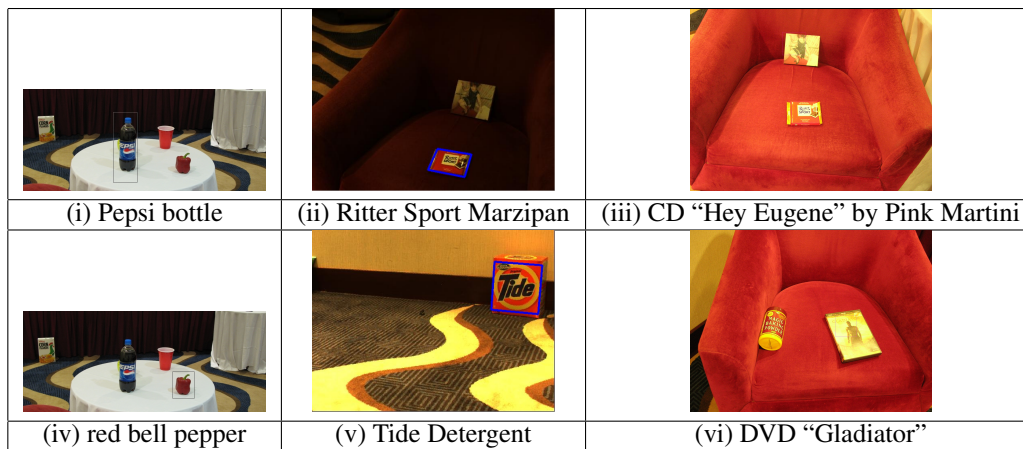 PEPSI
(i) Pepsi bottle
(ii) Ritter Sport Marzipan
(iii) CD “Hey Eugene” by Pink Martini
Tide
(iv) red bell pepper
(v) Tide Detergent
(vi) DVD “Gladiator”